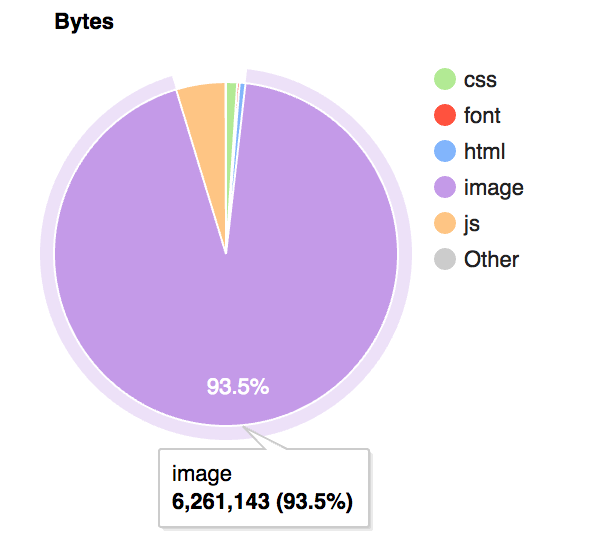 Bytes
css
font
html
image
js
Other
93.5%
image
6,261,143 (93.5%)